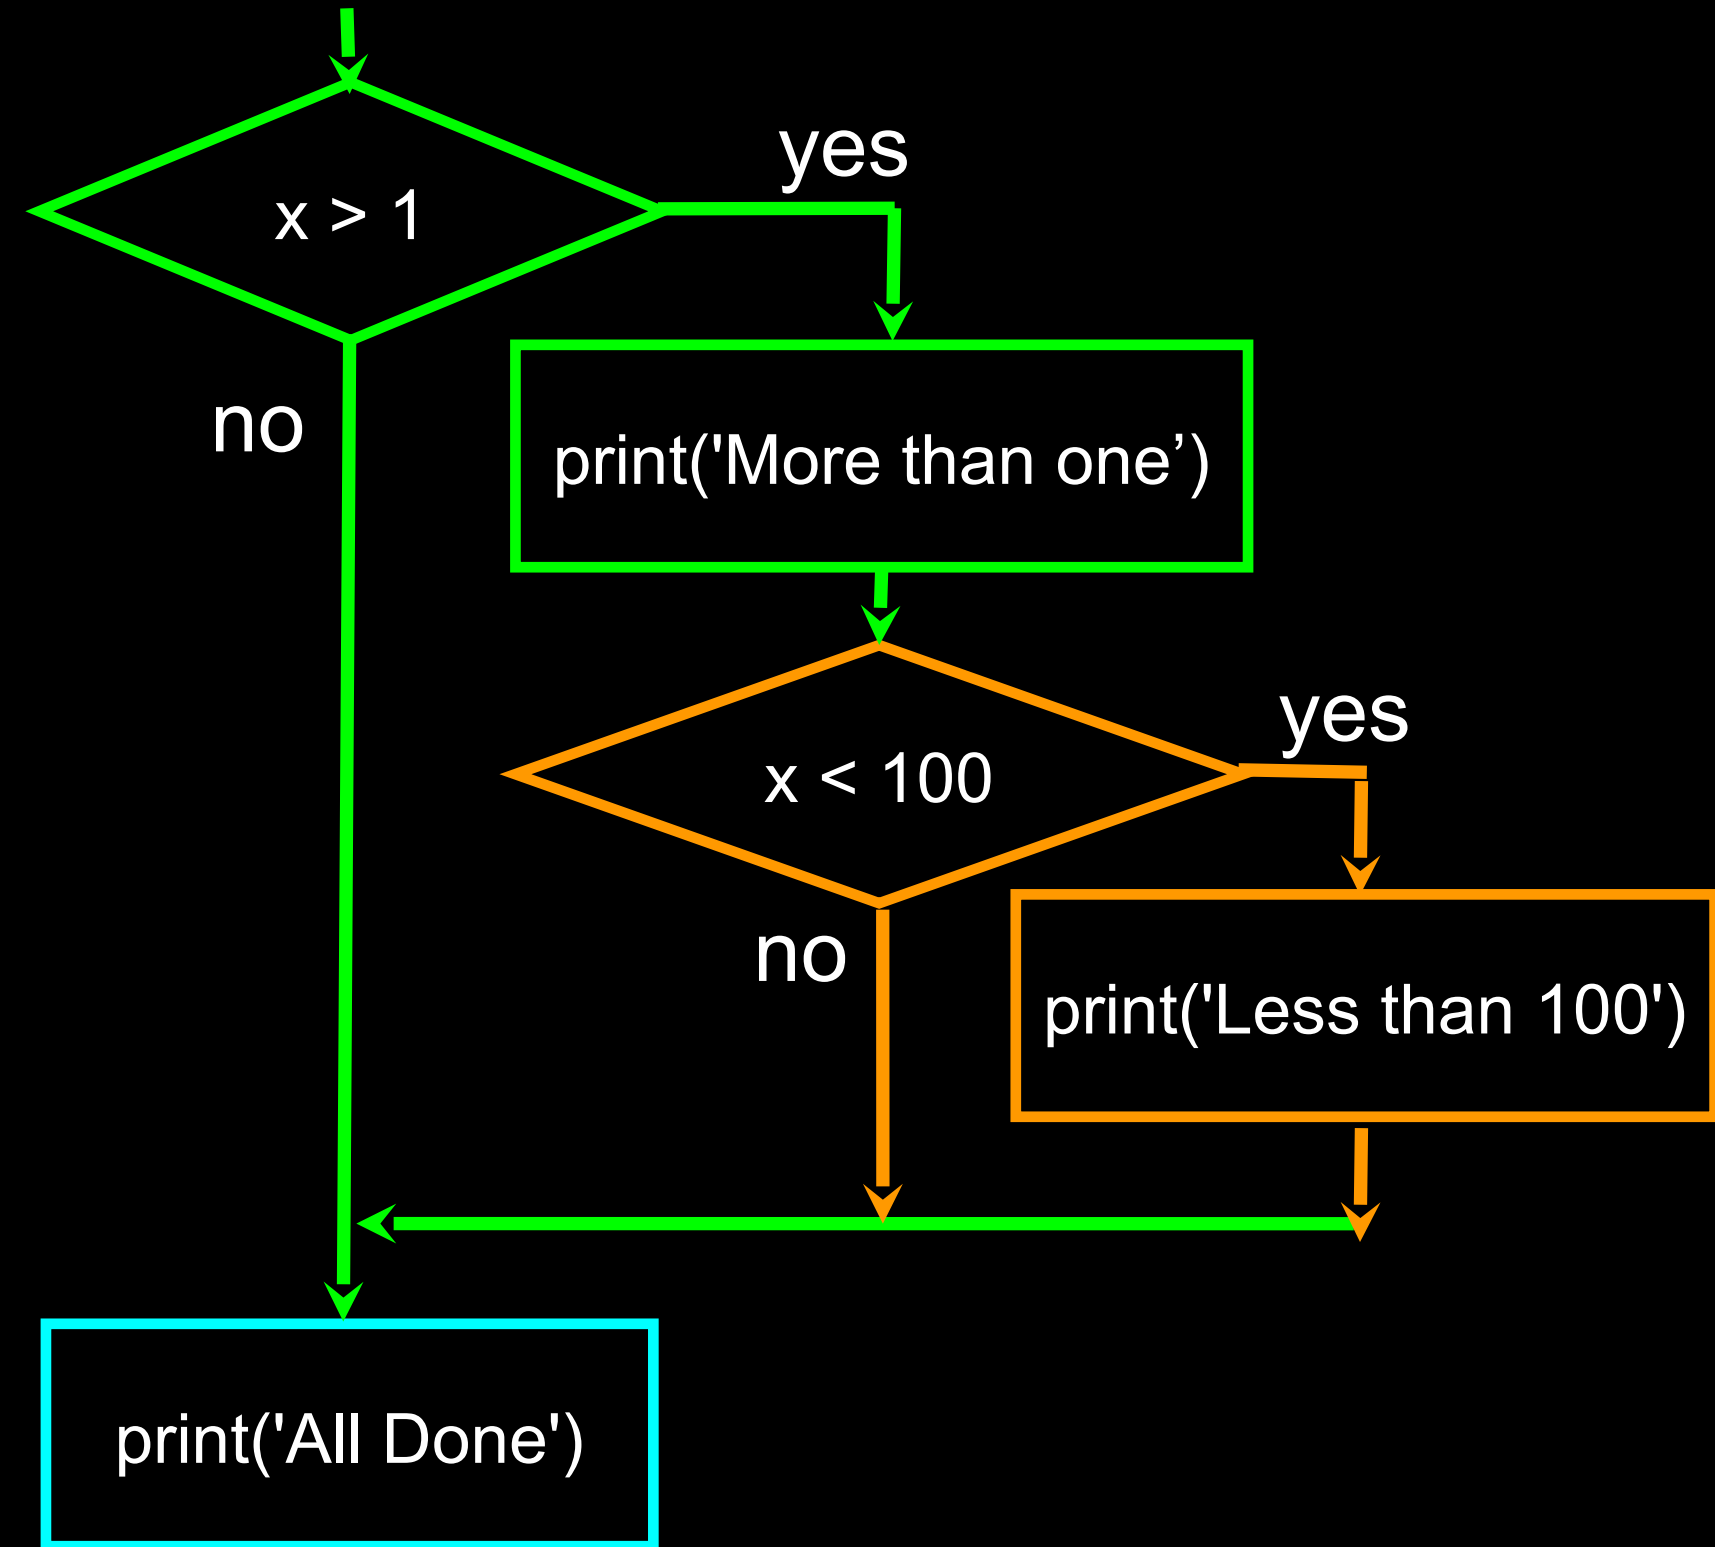 yes
x > 1
no
print('More than one’)
yes
x < 100
no
print('Less than 100')
print('All Done')